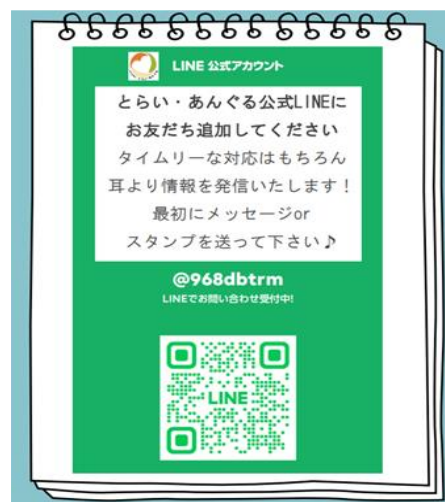 LINE 公式アカウント
とらい・あんぐる公式LINEに
お友だち追加してください
タイムリーな対応はもちろん
耳より情報を発信いたします！
最初にメッセージor
スタンプを送って下さい♪
@968dbtrm
LINEでお問い合わせ受付中!
LINE